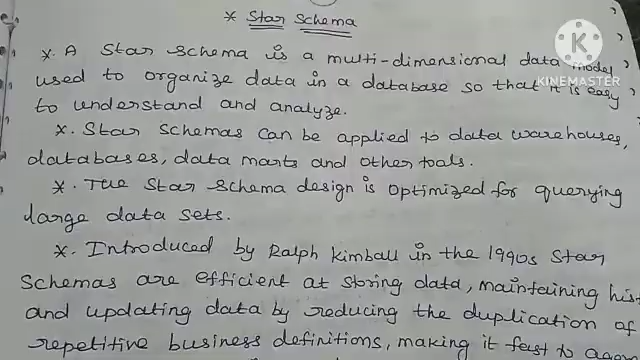 * Star Schema
*. A Star schema is a multi-dimensional data model
used to organize data in a database so that it is easy
to understand and analyze.
*. Star schemas can be applied to data warehouses,
databases, data marts and other tools.
*. The Star schema design is optimized for querying
large data sets.
*. Introduced by Ralph Kimball in the 1990s Star
Schemas are efficient at storing data, maintaining hist
and updating data by reducing the duplication of
repetitive business definitions, making it fast to
KINEMASTER